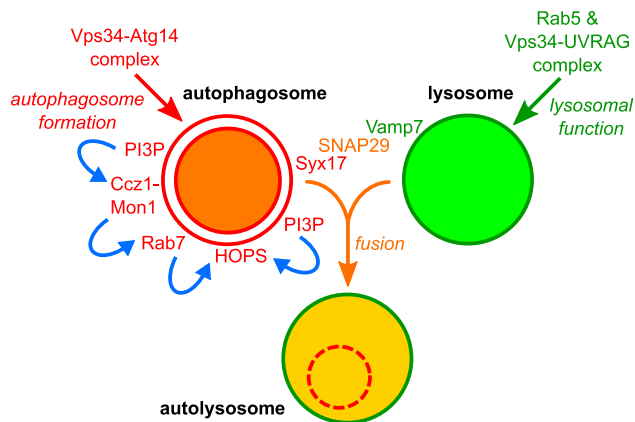 Vps34-Atg14
complex
Rab5 &
Vps34-UVRAG
complex
autophagosome
formation
autophagosome
lysosome
lysosomal
function
PI3P
Ccz1-
Mon1
Rab7
HOPS
PI3P
Syx17
SNAP29
Vamp7
fusion
autolysosome